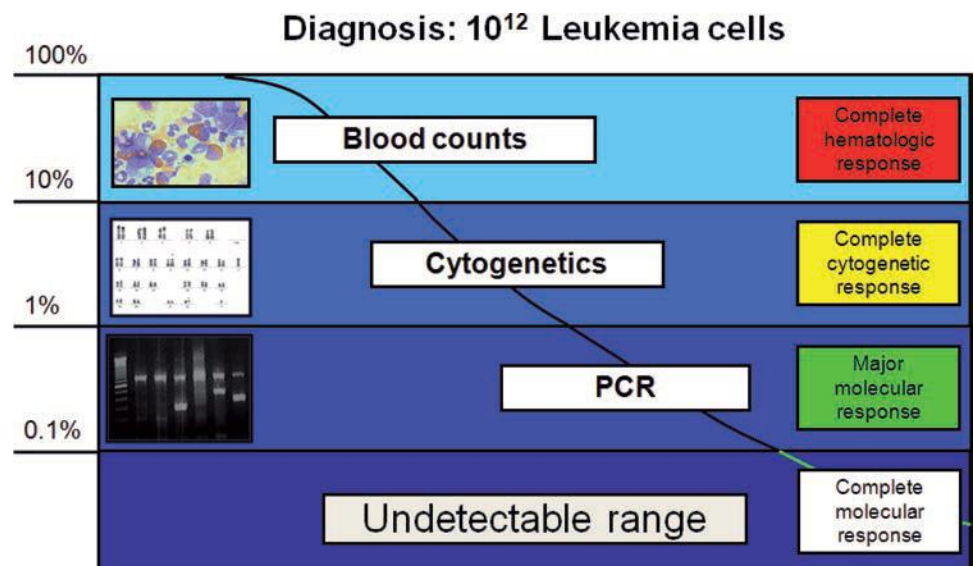 Diagnosis: 10¹² Leukemia cells
100%
Blood counts
Complete
hematologic
response
10%
Cytogenetics
Complete
cytogenetic
response
1%
PCR
Major
molecular
response
0.1%
Undetectable range
Complete
molecular
response